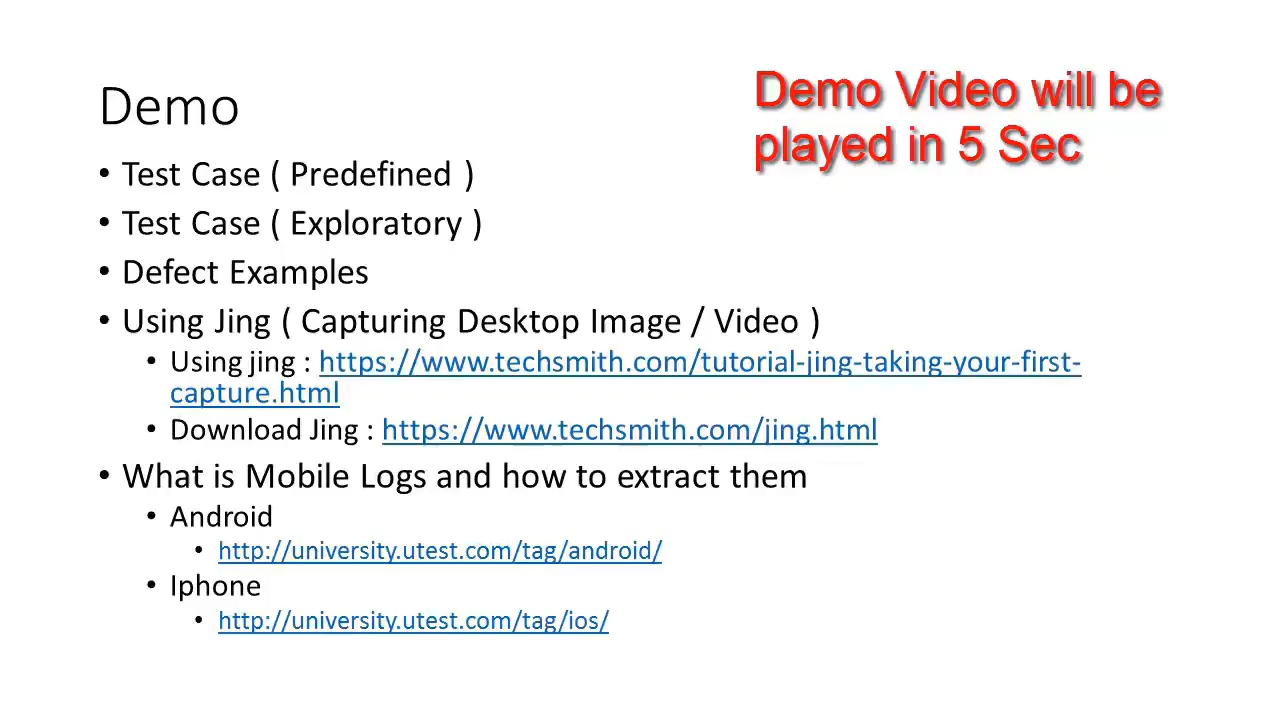 Demo
Demo Video will be
played in 5 Sec
• Test Case ( Predefined )
• Test Case ( Exploratory )
• Defect Examples
• Using Jing ( Capturing Desktop Image / Video )
• Using jing : https://www.techsmith.com/tutorial-jing-taking-your-first-
capture.html
• Download Jing : https://www.techsmith.com/jing.html
• What is Mobile Logs and how to extract them
• Android
• http://university.utest.com/tag/android/
• Iphone
• http://university.utest.com/tag/ios/